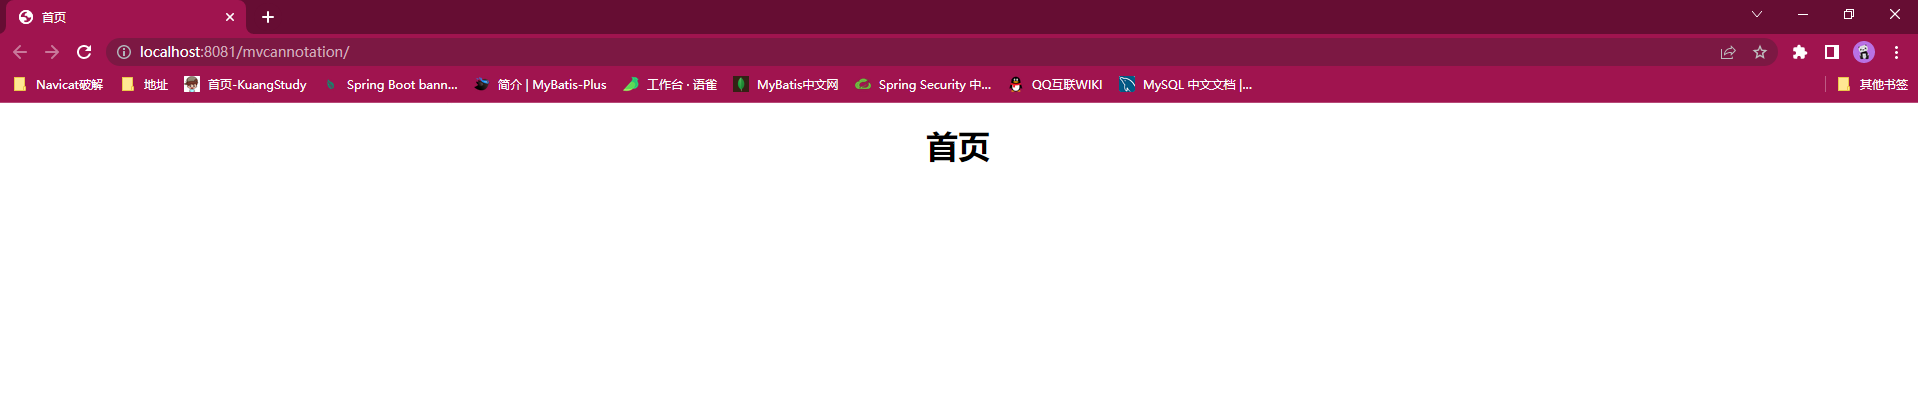 首页
localhost:8081/mvcannotation/
Navicat破解 地址 首页-KuangStudy Spring Boot bann... 简介 | MyBatis-Plus 工作台 · 语雀 MyBatis中文网 Spring Security 中... QQ互联WIKI MySQL 中文文档 |... 其他书签
首页